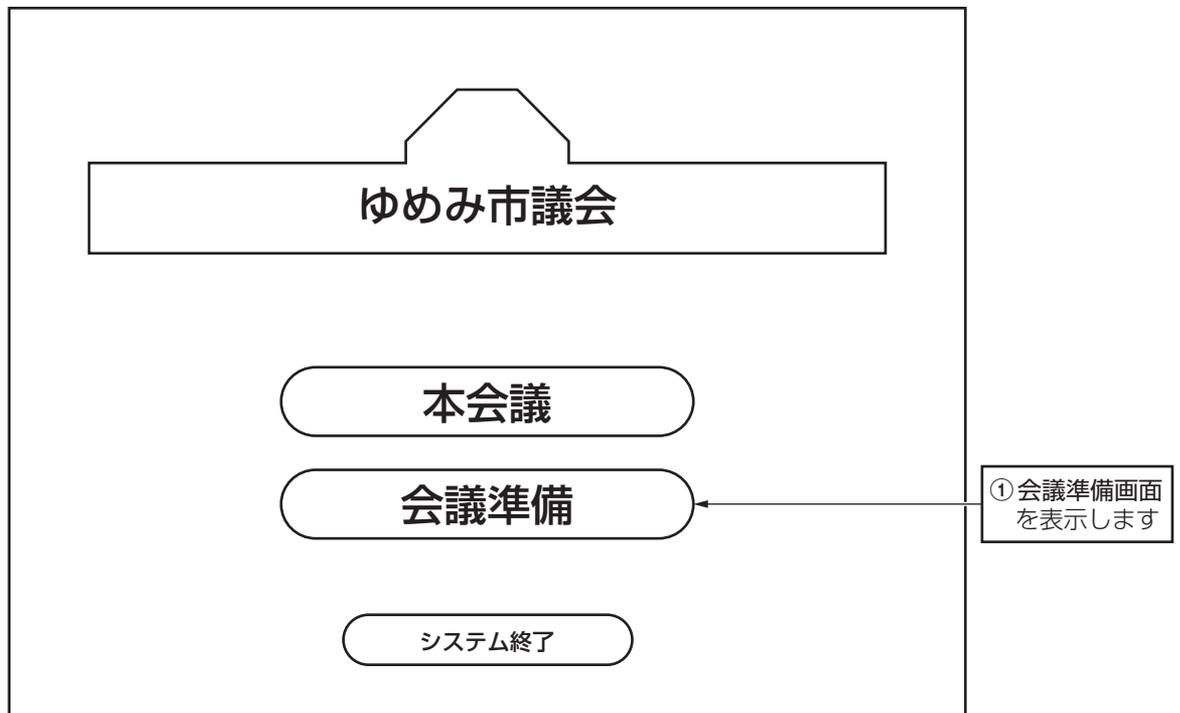 ゆめみ市議会
本会議
会議準備
①会議準備画面
を表示します
システム終了